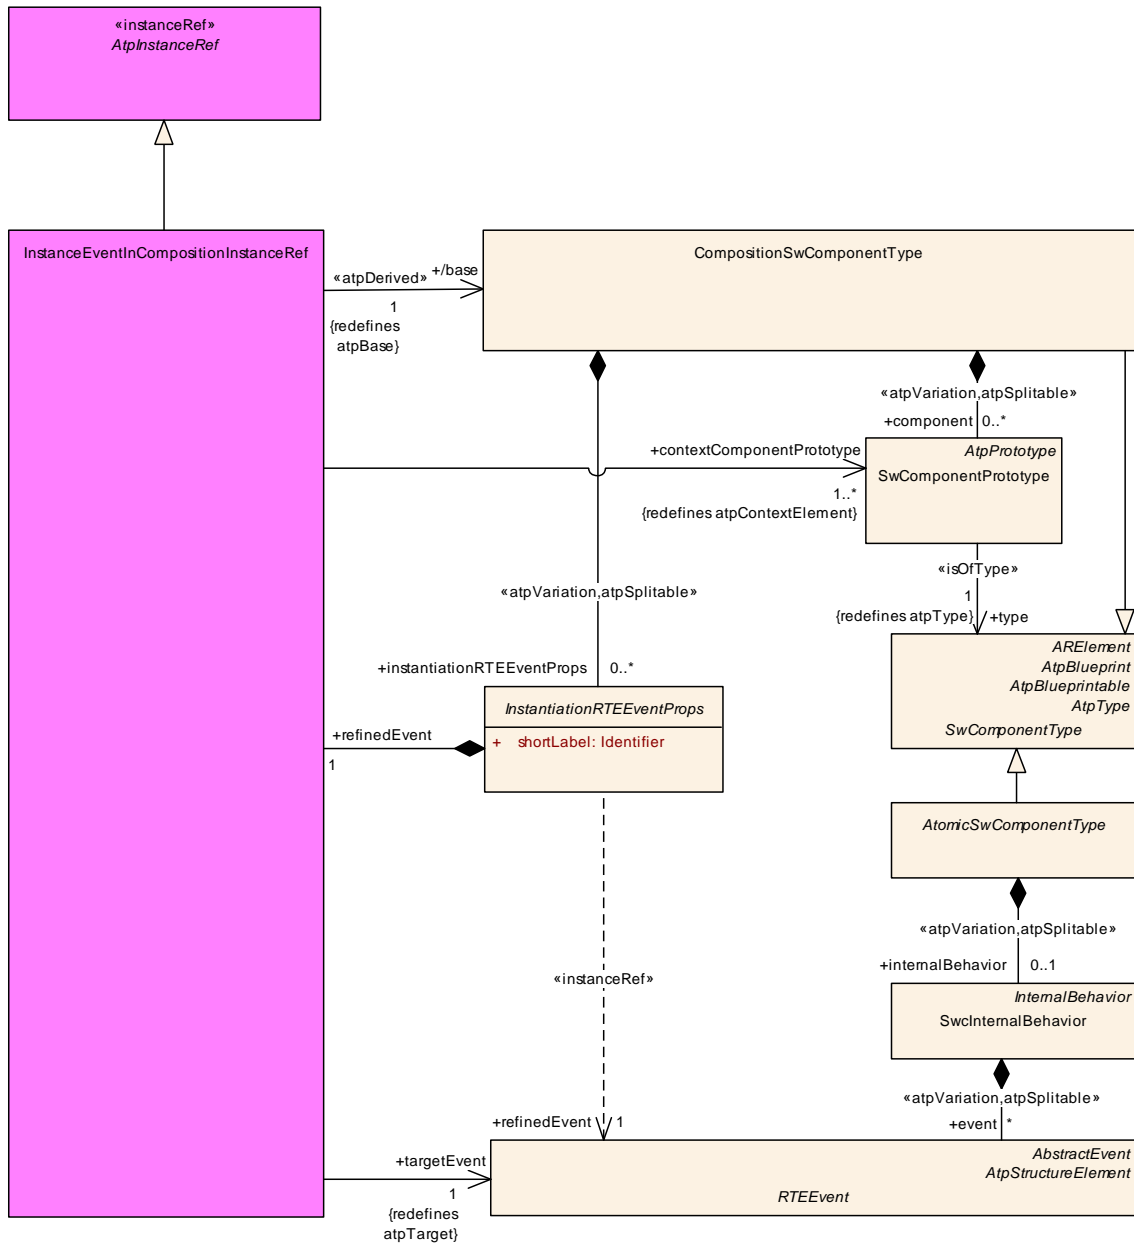 «instanceRef»
AtpInstanceRef
InstanceEventInCompositionInstanceRef
CompositionSwComponentType
«atpDerived»
+/base
1
{redefines
atpBase}
«atpVariation,atpSplitable»
+component
0..*
+contextComponentPrototype
1..*
{redefines atpContextElement}
AtpPrototype
SwComponentPrototype
«isOfType»
1
{redefines atpType}
+type
«atpVariation,atpSplitable»
+instantiationRTEEventProps
0..*
ARElement
AtpBlueprint
AtpBlueprintable
AtpType
SwComponentType
InstantiationRTEEventProps
+ shortLabel: Identifier
+refinedEvent
1
AtomicSwComponentType
«atpVariation,atpSplitable»
+internalBehavior
0..1
«instanceRef»
InternalBehavior
SwcInternalBehavior
«atpVariation,atpSplitable»
+event
*
+refinedEvent
1
+targetEvent
1
{redefines
atpTarget}
AbstractEvent
AtpStructureElement
RTEEvent